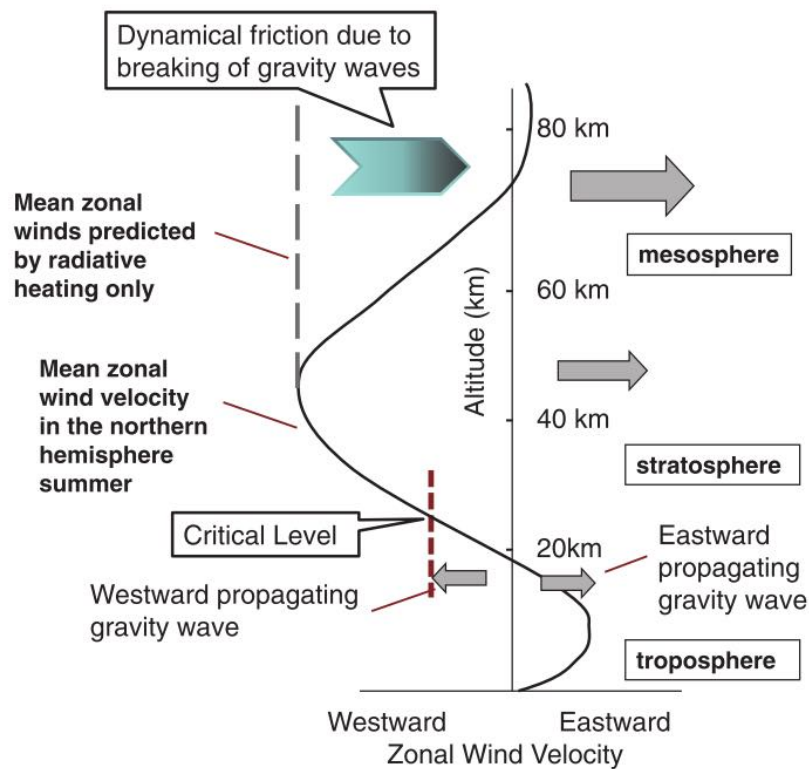 Dynamical friction due to
breaking of gravity waves
80 km
Mean zonal
winds predicted
by radiative
heating only
mesosphere
60 km
Altitude (km)
Mean zonal
wind velocity
in the northern
hemisphere
summer
40 km
stratosphere
Critical Level
20km
Eastward
propagating
gravity wave
Westward propagating
gravity wave
troposphere
Westward
Eastward
Zonal Wind Velocity